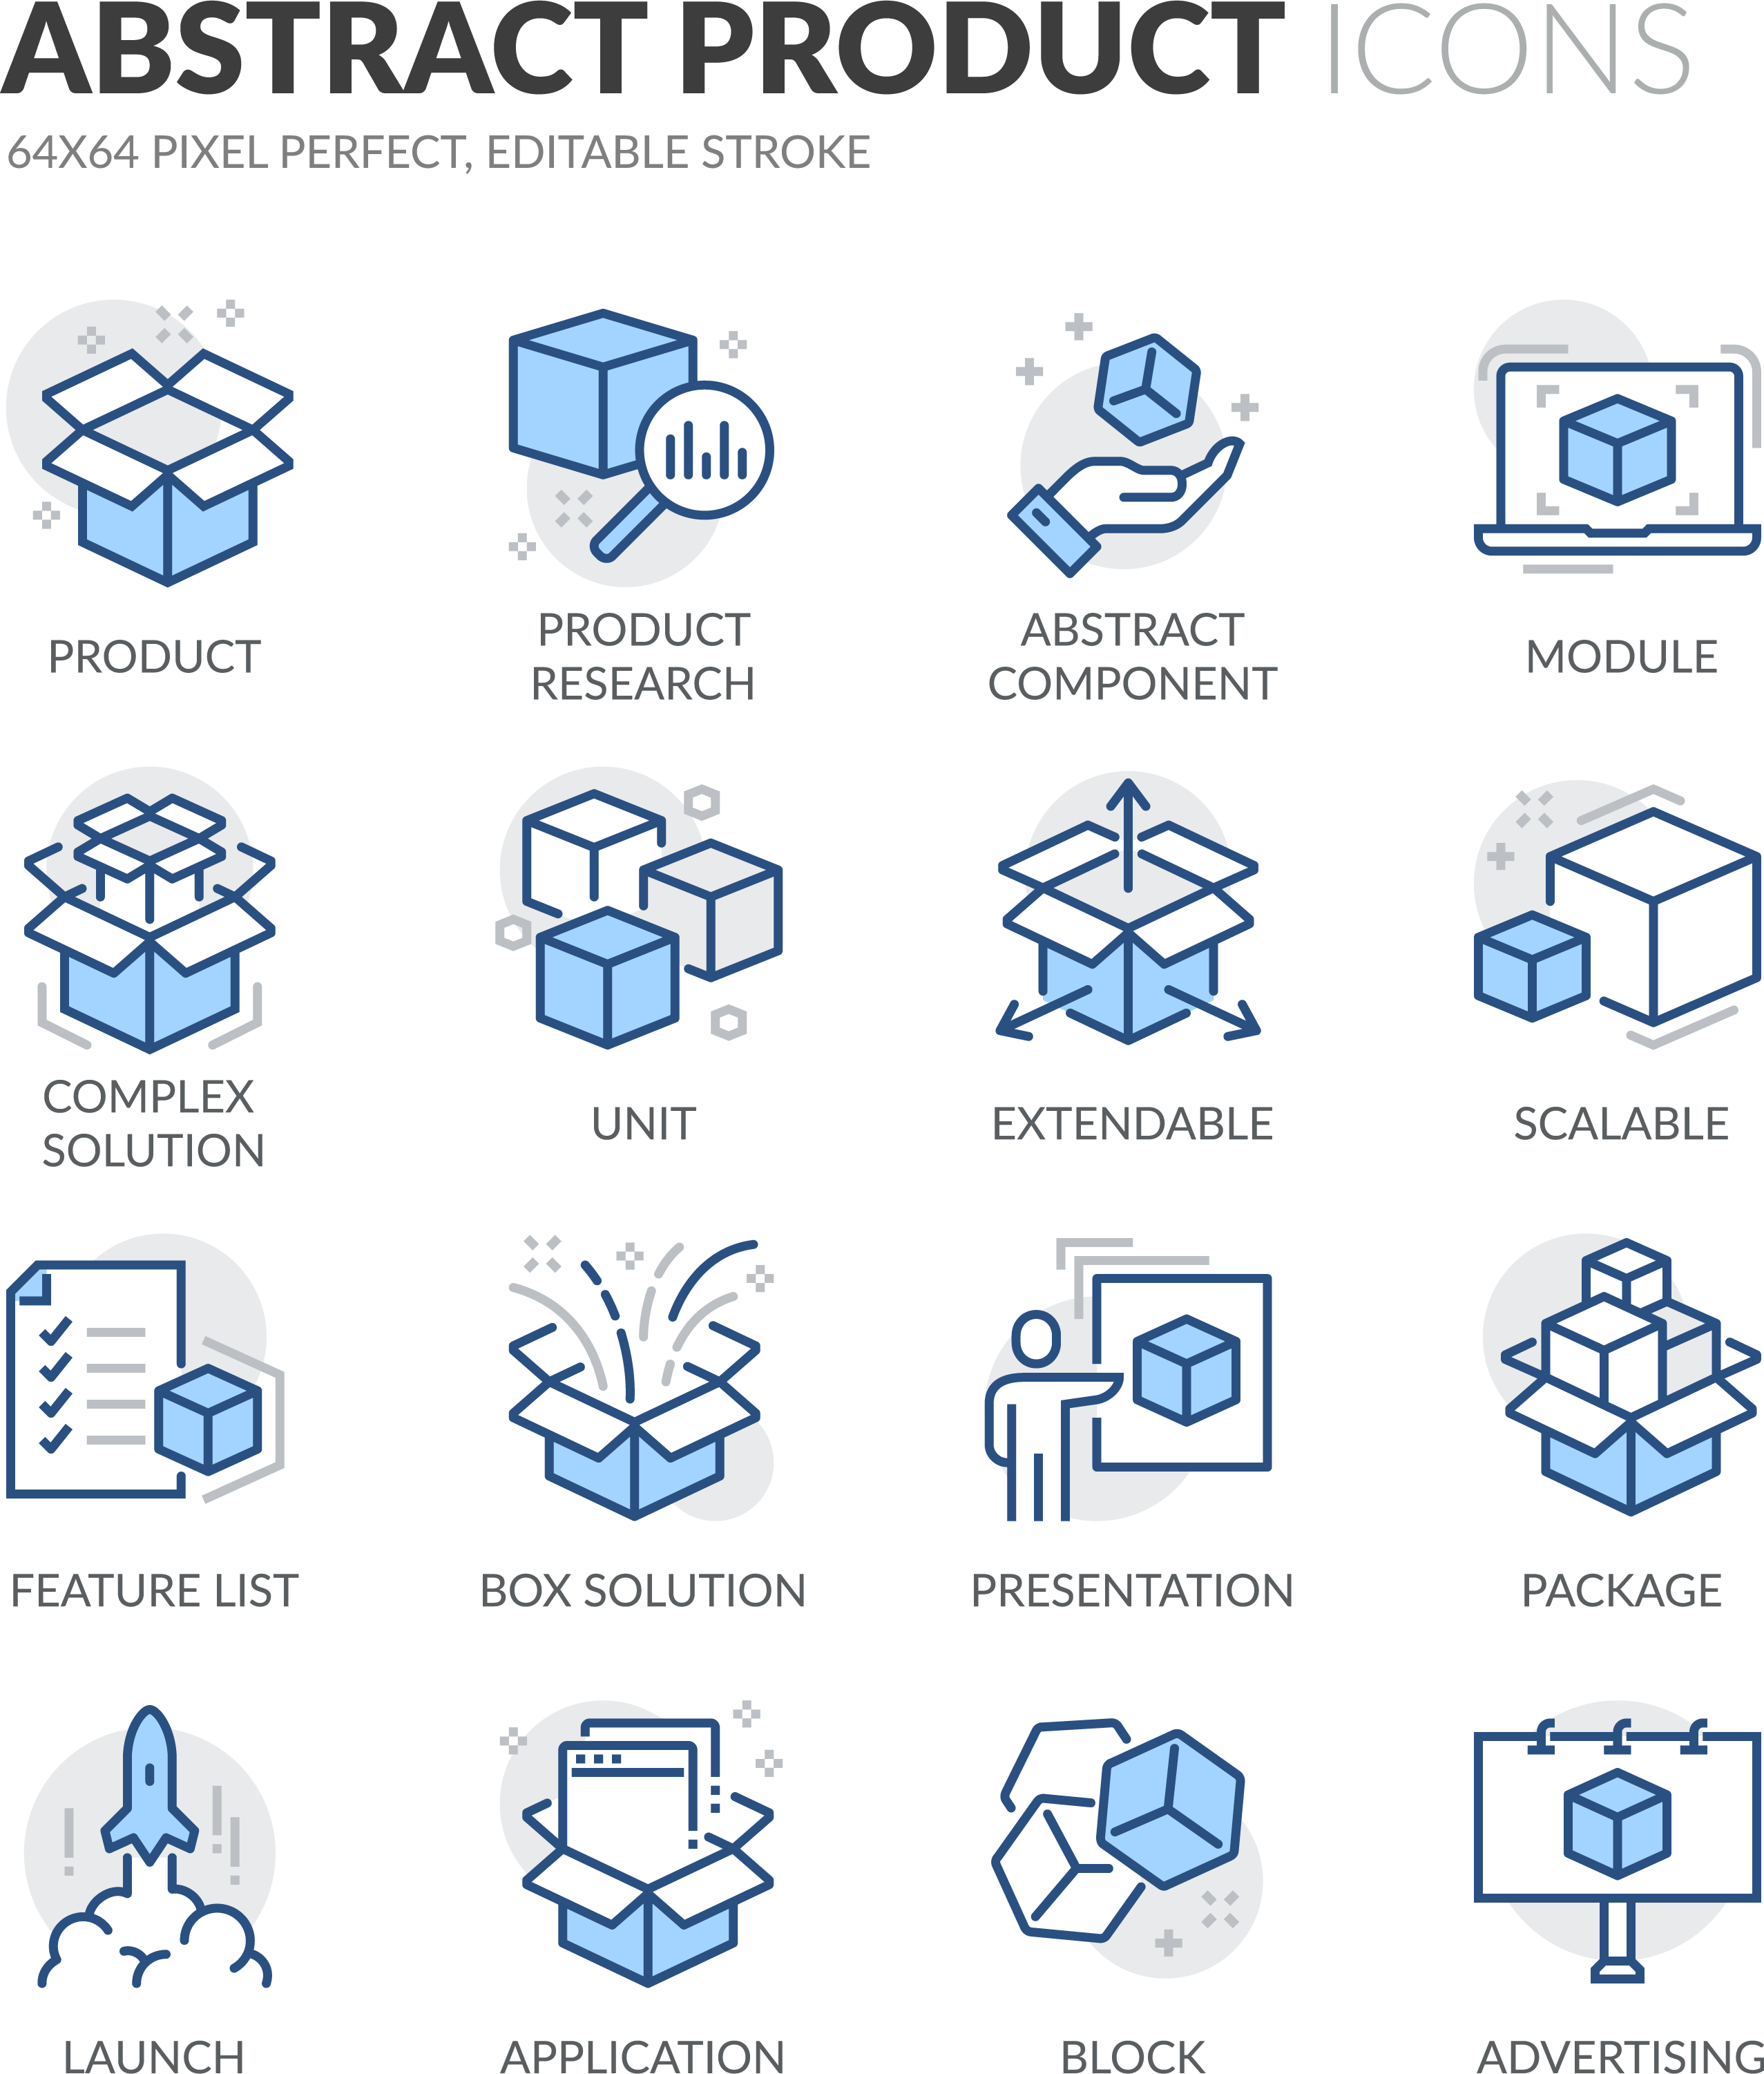 ABSTRACT PRODUCT ICONS
64X64 PIXEL PERFECT, EDITABLE STROKE
PRODUCT
PRODUCT
RESEARCH
ABSTRACT
COMPONENT
MODULE
COMPLEX
SOLUTION
UNIT
EXTENDABLE
SCALABLE
FEATURE LIST
BOX SOLUTION
PRESENTATION
PACKAGE
LAUNCH
APPLICATION
BLOCK
ADVERTISING